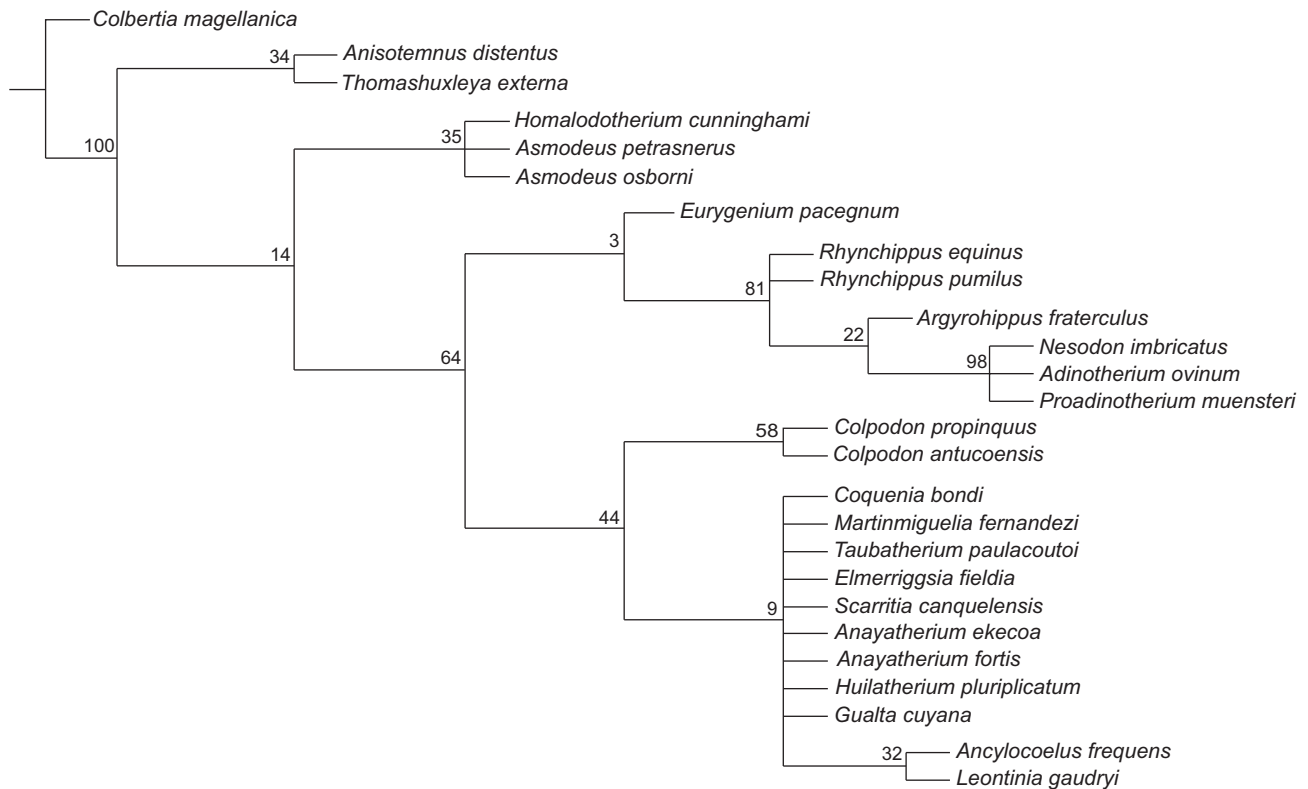 Colbertia magellanica
34
Anisotemnus distentus
Thomashuxleya externa
100
35
Homalodotherium cunninghami
Asmodeus petrasnerus
Asmodeus osborni
14
3
Eurygenium pacegnum
81
Rhynchippus equinus
Rhynchippus pumilus
22
Argyrohippus fraterculus
98
Nesodon imbricatus
Adinotherium ovinum
Proadinotherium muensteri
64
58
Colpodon propinquus
Colpodon antucoensis
44
Coquenia bondi
Martinmiguelia fernandezi
Taubatherium paulacoutoi
Elmerriggsia fieldia
9
Scarritia canquelensis
Anayatherium ekecoa
Anayatherium fortis
Huilatherium pluriplicatum
Gualta cuyana
32
Ancylocoelus frequens
Leontinia gaudryi